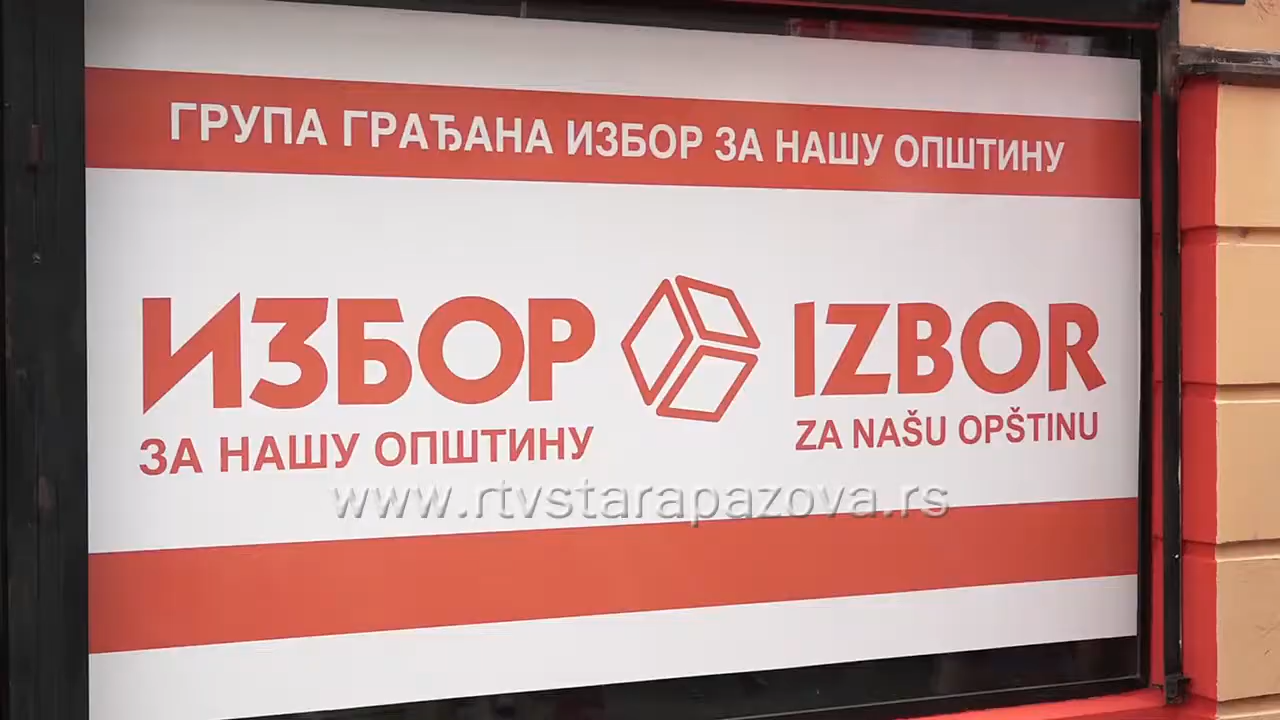 ГРУПА ГРАЂАНА ИЗБОР ЗА НАШУ ОПШТИНУ
ИЗБОР
ЗА НАШУ ОПШТИНУ
IZBOR
ZA NAŠU OPŠTINU
www.rtvstarapazova.rs